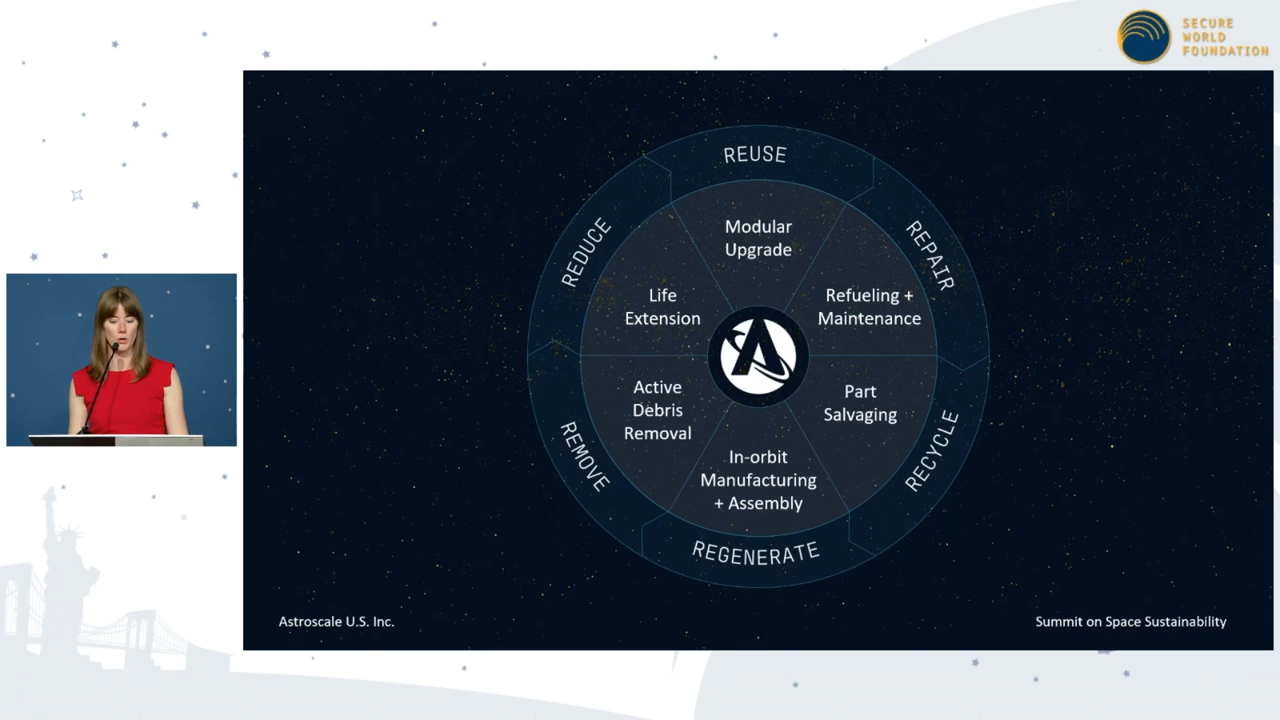 SECURE
WORLD
FOUNDATION
REUSE
REDUCE
REPAIR
Modular
Upgrade
Life
Extension
Refueling +
Maintenance
Active
Debris
Removal
Part
Salvaging
In-orbit
Manufacturing
+ Assembly
REMOVE
RECYCLE
REGENERATE
Astroscale U.S. Inc.
Summit on Space Sustainability